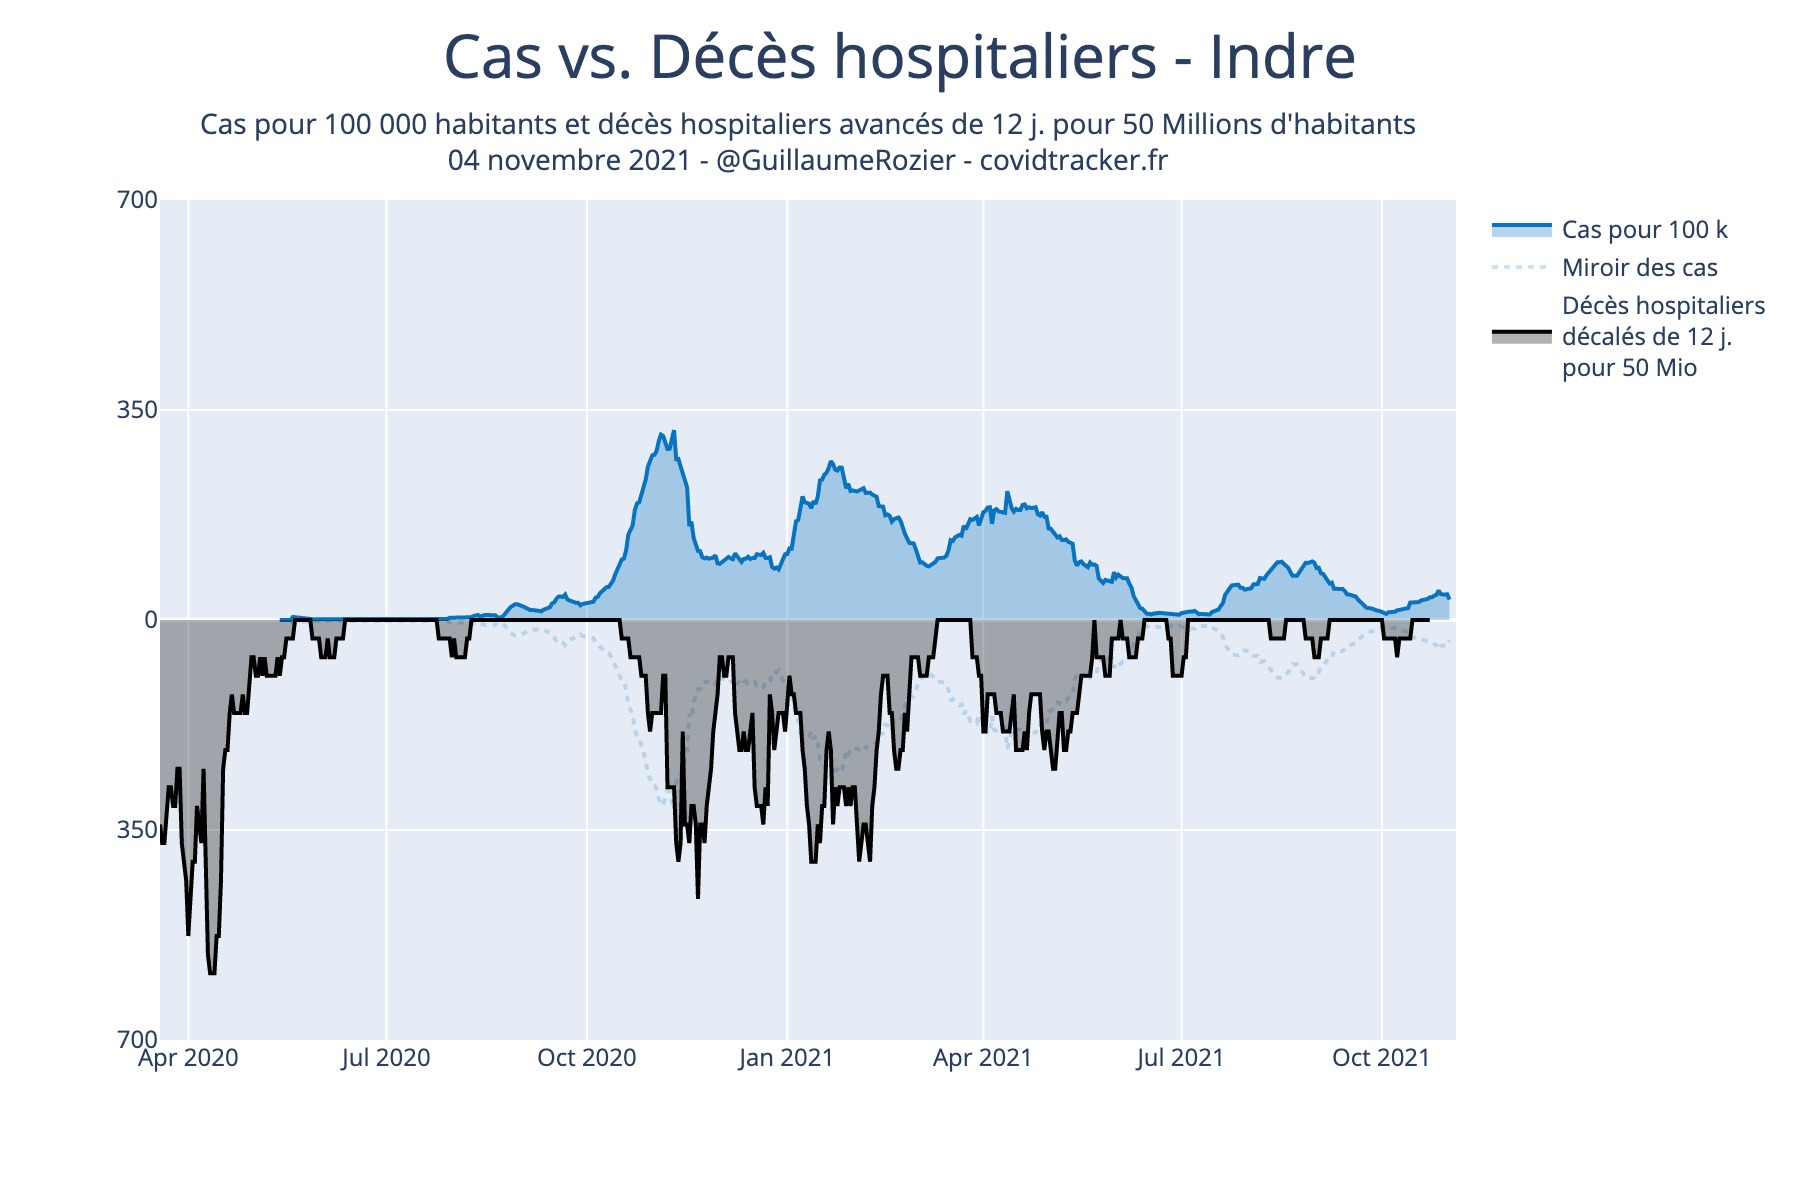 Cas vs. Décès hospitaliers - Indre
Cas pour 100 000 habitants et décès hospitaliers avancés de 12 j. pour 50 Millions d'habitants
04 novembre 2021 - @GuillaumeRozier - covidtracker.fr
700
350
0
350
700
Apr 2020
Jul 2020
Oct 2020
Jan 2021
Apr 2021
Jul 2021
Oct 2021
Cas pour 100 k
Miroir des cas
Décès hospitaliers
décalés de 12 j.
pour 50 Mio